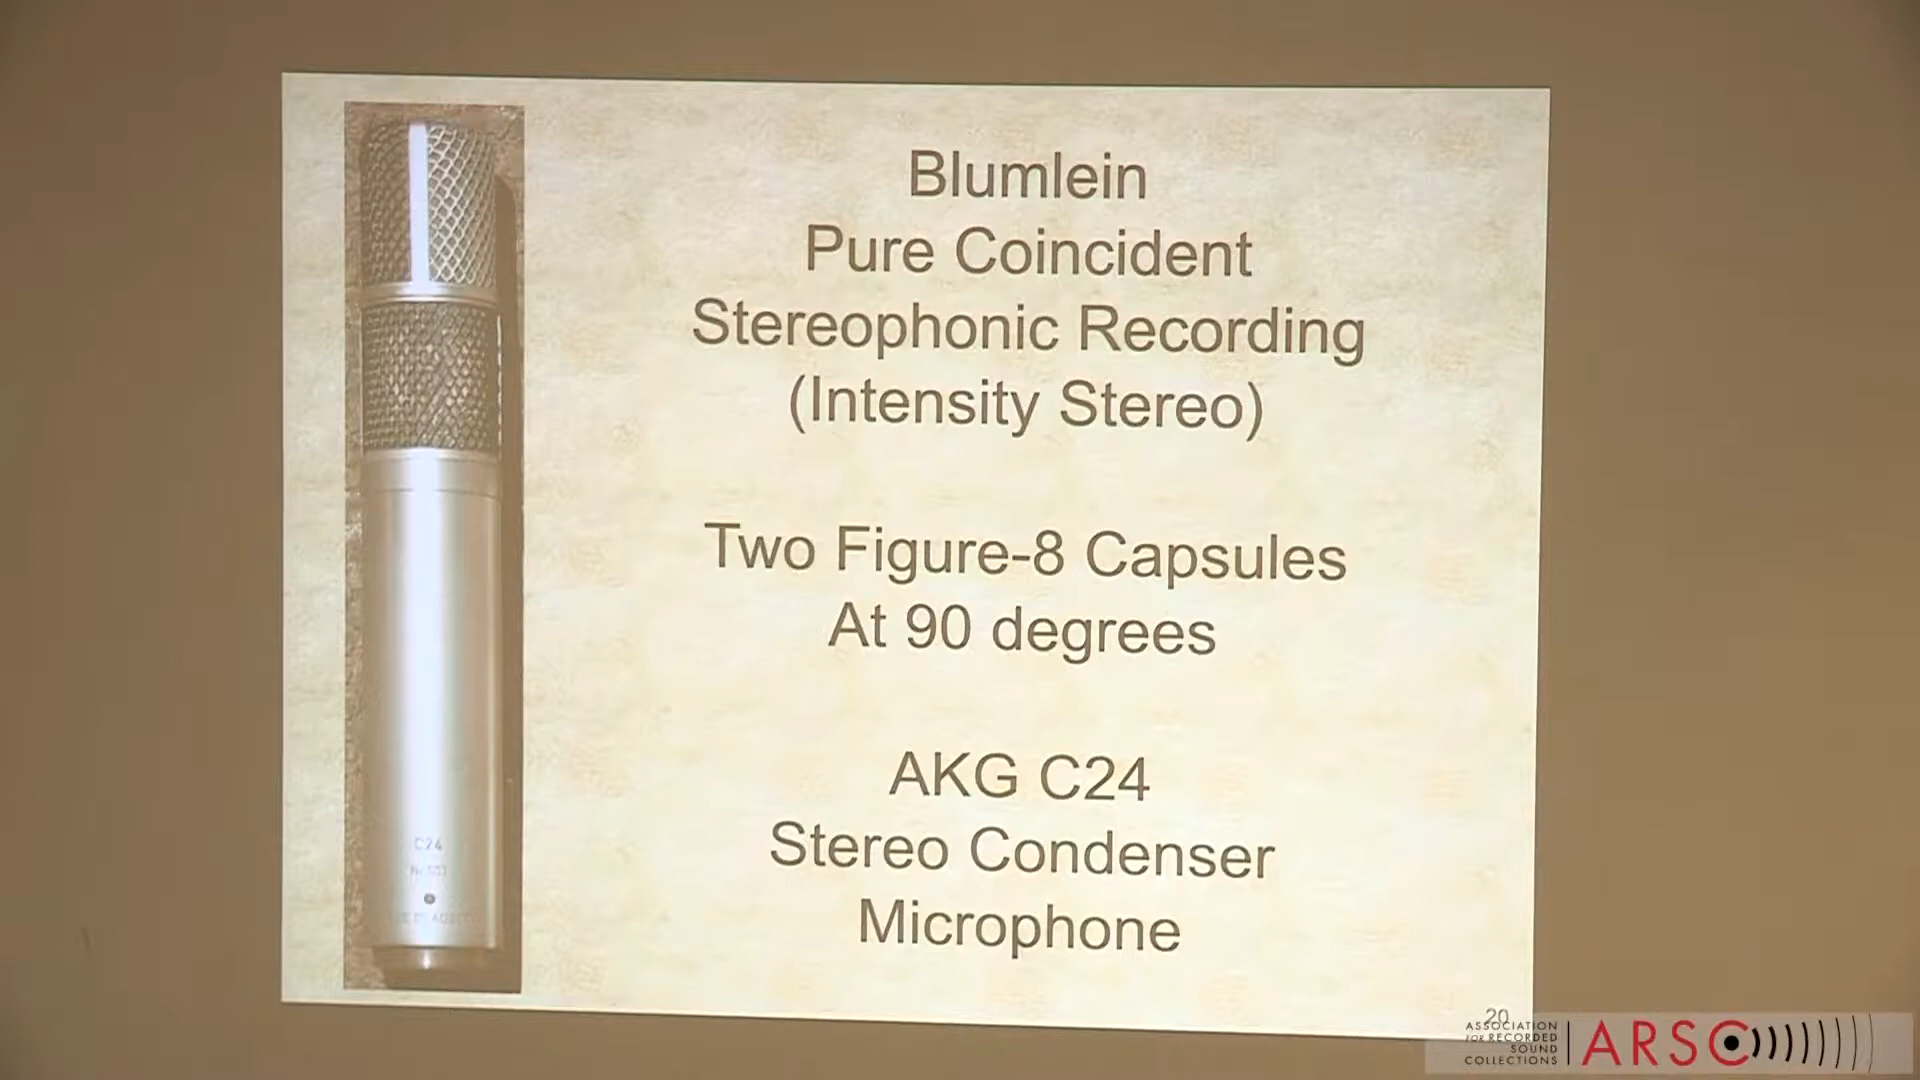 Blumlein
Pure Coincident
Stereophonic Recording
(Intensity Stereo)
Two Figure-8 Capsules
At 90 degrees
AKG C24
Stereo Condenser
Microphone
C24
20
ASSOCIATION
FOR RECORDED
SOUND
COLLECTIONS
ARSC